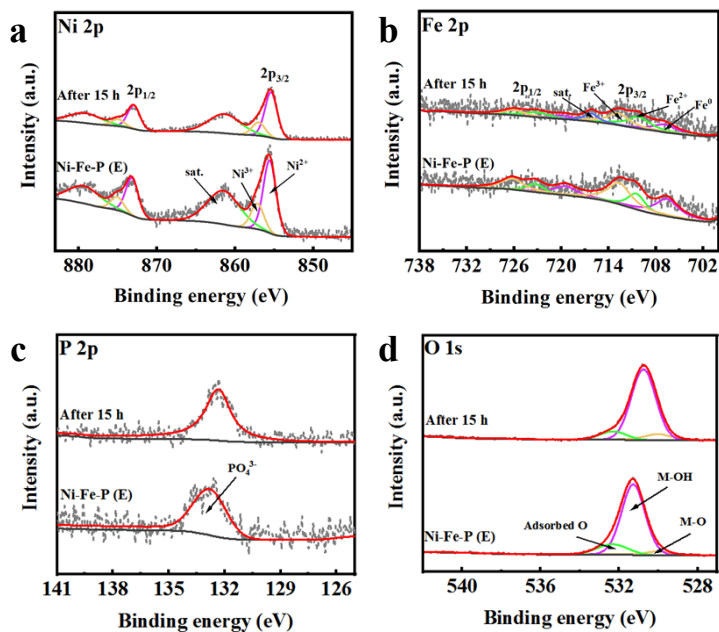 a
Ni 2p
After 15 h
2p1/2
2p3/2
sat.
Ni3+
Ni2+
Ni-Fe-P (E)
Intensity (a.u.)
880 870 860 850
Binding energy (eV)
b
Fe 2p
After 15 h
2p1/2
sat.
Fe3+
2p3/2
Fe2+
Fe0
Ni-Fe-P (E)
Intensity (a.u.)
738 732 726 720 714 708 702
Binding energy (eV)
c
P 2p
After 15 h
PO43-
Ni-Fe-P (E)
Intensity (a.u.)
141 138 135 132 129 126
Binding energy (eV)
d
O 1s
After 15 h
M-OH
Adsorbed O
M-O
Ni-Fe-P (E)
Intensity (a.u.)
540 536 532 528
Binding energy (eV)